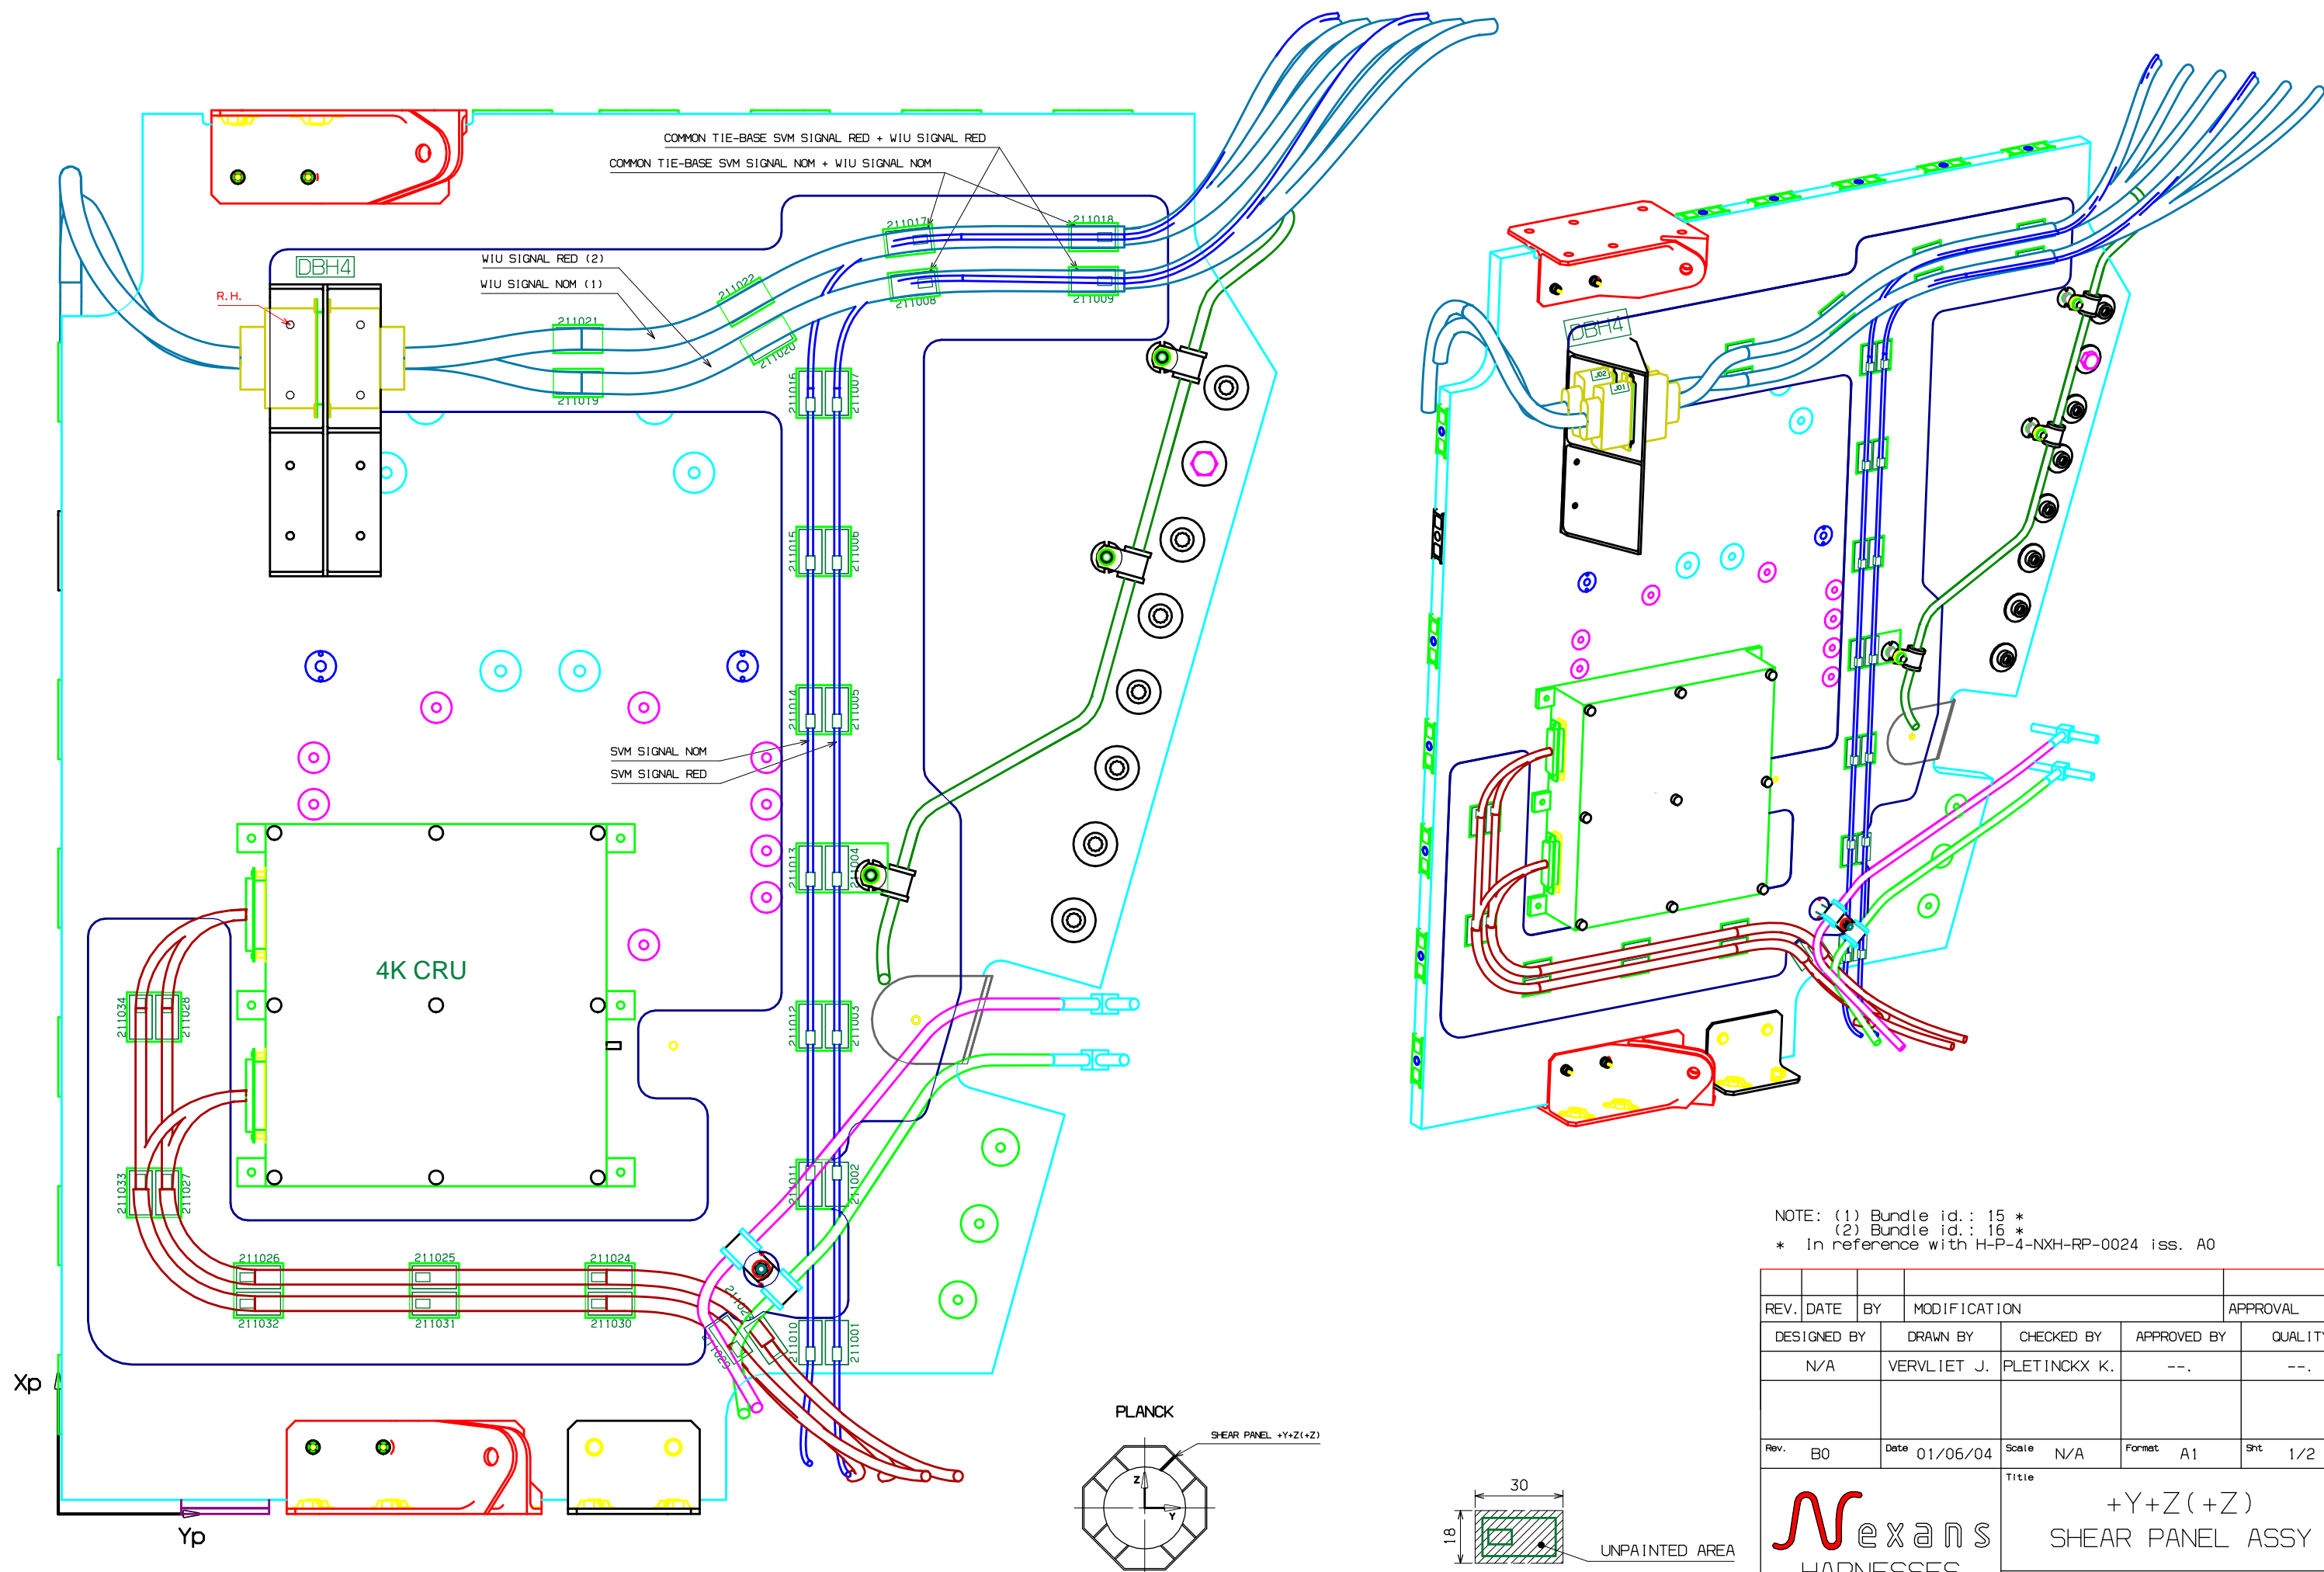 COMMON TIE-BASE SVM SIGNAL RED + WIU SIGNAL RED
COMMON TIE-BASE SVM SIGNAL NOM + WIU SIGNAL NOM
211017
211018
DBH4
WIU SIGNAL RED (2)
R.H.
WIU SIGNAL NOM (1)
211022
211008
211009
211021
211020
211019
211016
211007
211015
211006
211014
211005
SVM SIGNAL NOM
SVM SIGNAL RED
211013
211004
4K CRU
211034
211028
211012
211003
211033
211027
211011
211002
211026
211025
211024
211032
211031
211030
211023
211010
211001
Xp
Yp
DBH4
J02
J01
PLANCK
SHEAR PANEL +Y+Z(+Z)
Z
Y
30
18
UNPAINTED AREA
NOTE: (1) Bundle id.: 15 *
(2) Bundle id.: 16 *
* In reference with H-P-4-NXH-RP-0024 iss. A0
REV. DATE BY MODIFICATION APPROVAL
DESIGNED BY DRAWN BY CHECKED BY APPROVED BY QUALITY
N/A VERVLIET J. PLETINCKX K. --. --.
Rev. B0 Date 01/06/04 Scale N/A Format A1 Sht 1/2
Title
+Y+Z(+Z)
SHEAR PANEL ASSY
Nexans
HARNESSES